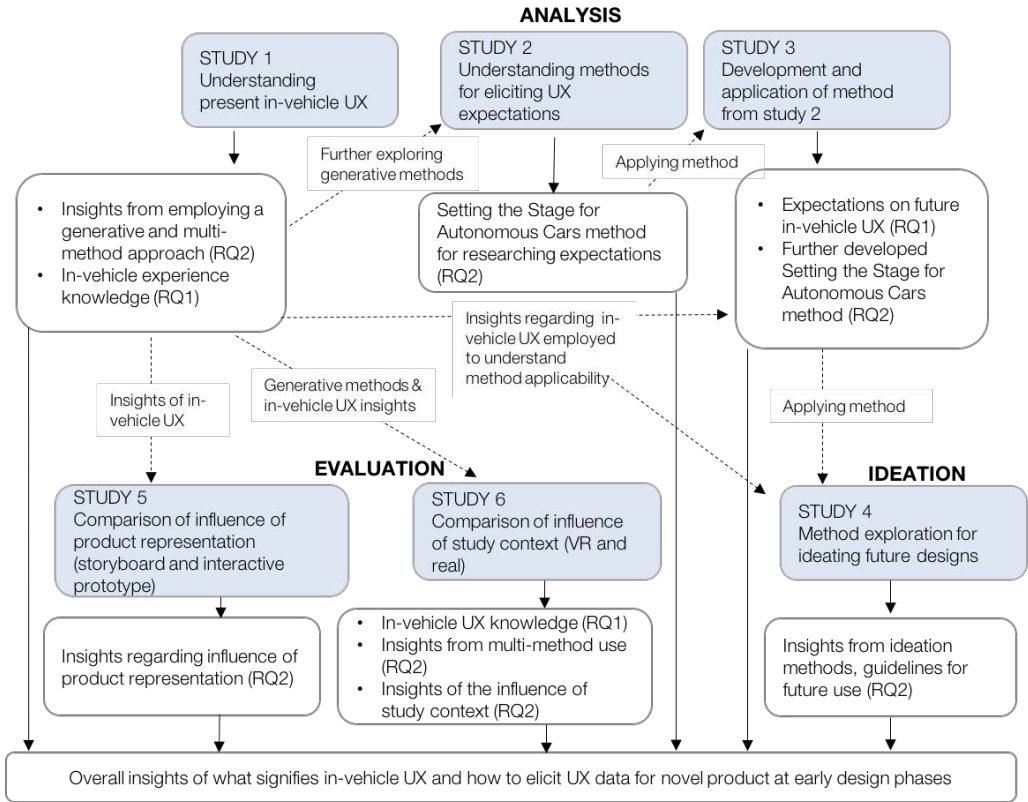 ANALYSIS
STUDY 1
Understanding
present in-vehicle UX
STUDY 2
Understanding methods
for eliciting UX
expectations
STUDY 3
Development and
application of method
from study 2
Further exploring
generative methods
Applying method
• Insights from employing a
generative and multi-
method approach (RQ2)
• In-vehicle experience
knowledge (RQ1)
Setting the Stage for
Autonomous Cars method
for researching expectations
(RQ2)
• Expectations on future
in-vehicle UX (RQ1)
• Further developed
Setting the Stage for
Autonomous Cars
method (RQ2)
Insights regarding in-
vehicle UX employed
to understand
method applicability
Insights of in-
vehicle UX
Generative methods &
in-vehicle UX insights
Applying method
EVALUATION
IDEATION
STUDY 5
Comparison of influence of
product representation
(storyboard and interactive
prototype)
STUDY 6
Comparison of influence
of study context (VR and
real)
STUDY 4
Method exploration for
ideating future designs
Insights regarding influence of
product representation (RQ2)
• In-vehicle UX knowledge (RQ1)
• Insights from multi-method use
(RQ2)
• Insights of the influence of
study context (RQ2)
Insights from ideation
methods, guidelines for
future use (RQ2)
Overall insights of what signifies in-vehicle UX and how to elicit UX data for novel product at early design phases